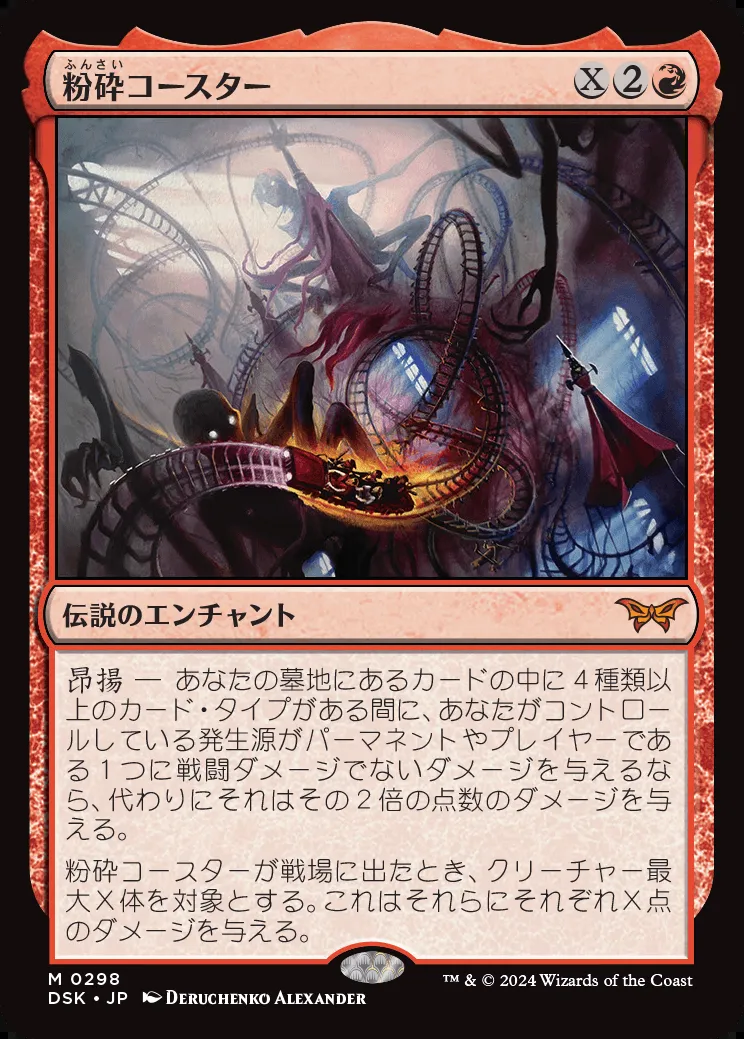 ふんさい
粉砕コースター
X2
伝説のエンチャント
昂揚 ― あなたの墓地にあるカードの中に４種類以
上のカード・タイプがある間に、あなたがコントロー
ルしている発生源がパーマネントやプレイヤーであ
る１つに戦闘ダメージでないダメージを与えるな
ら、代わりにそれはその２倍の点数のダメージを与
える。
粉砕コースターが戦場に出たとき、クリーチャー最
大Ｘ体を対象とする。これはそれらにそれぞれＸ点
のダメージを与える。
M 0298
DSK • JP DERUCHENKO ALEXANDER
™ & © 2024 Wizards of the Coast